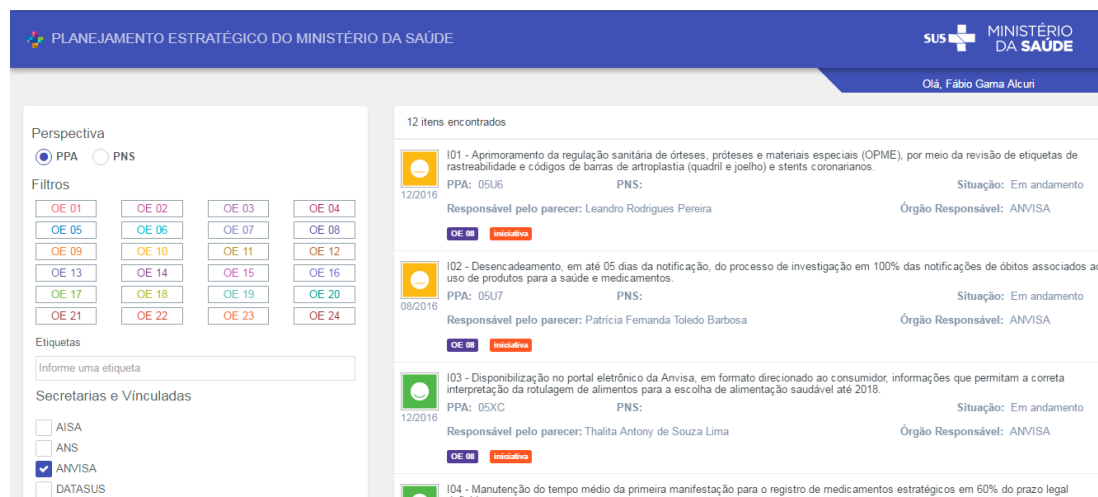 PLANEJAMENTO ESTRATÉGICO DO MINISTÉRIO DA SAÚDE
SUS
MINISTÉRIO
DA SAÚDE
Olá, Fábio Gama Alcuri
Perspectiva
PPA PNS
Filtros
OE 01 OE 02 OE 03 OE 04
OE 05 OE 06 OE 07 OE 08
OE 09 OE 10 OE 11 OE 12
OE 13 OE 14 OE 15 OE 16
OE 17 OE 18 OE 19 OE 20
OE 21 OE 22 OE 23 OE 24
Etiquetas
Informe uma etiqueta
Secretarias e Vínculadas
AISA
ANS
ANVISA
DATASUS
12 itens encontrados
I01 - Aprimoramento da regulação sanitária de órteses, próteses e materiais especiais (OPME), por meio da revisão de etiquetas de
rastreabilidade e códigos de barras de artroplastia (quadril e joelho) e stents coronarianos.
12/2016
PPA: 05U6 PNS: Situação: Em andamento
Responsável pelo parecer: Leandro Rodrigues Pereira Órgão Responsável: ANVISA
OE 08 iniciativa
I02 - Desencadeamento, em até 05 dias da notificação, do processo de investigação em 100% das notificações de óbitos associados
uso de produtos para a saúde e medicamentos.
08/2016
PPA: 05U7 PNS: Situação: Em andamento
Responsável pelo parecer: Patrícia Fernanda Toledo Barbosa Órgão Responsável: ANVISA
OE 08 iniciativa
I03 - Disponibilização no portal eletrônico da Anvisa, em formato direcionado ao consumidor, informações que permitam a correta
interpretação da rotulagem de alimentos para a escolha de alimentação saudável até 2018.
12/2016
PPA: 05XC PNS: Situação: Em andamento
Responsável pelo parecer: Thalita Antony de Souza Lima Órgão Responsável: ANVISA
OE 08 iniciativa
I04 - Manutenção do tempo médio da primeira manifestação para o registro de medicamentos estratégicos em 60% do prazo legal